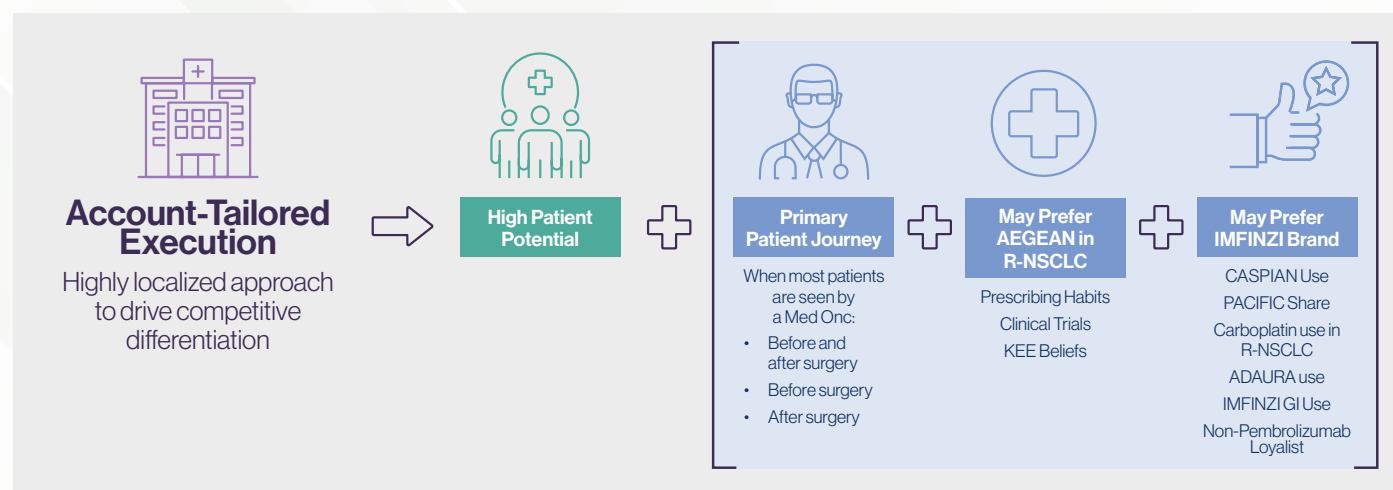 Account-Tailored
Execution
Highly localized approach
to drive competitive
differentiation
High Patient
Potential
Primary
Patient Journey
When most patients
are seen by
a Med Onc:
• Before and
after surgery
• Before surgery
• After surgery
May Prefer
AEGEAN in
R-NSCLC
Prescribing Habits
Clinical Trials
KEE Beliefs
May Prefer
IMFINZI Brand
CASPIAN Use
PACIFIC Share
Carboplatin use in
R-NSCLC
ADAURA use
IMFINZI GI Use
Non-Pembrolizumab
Loyalist